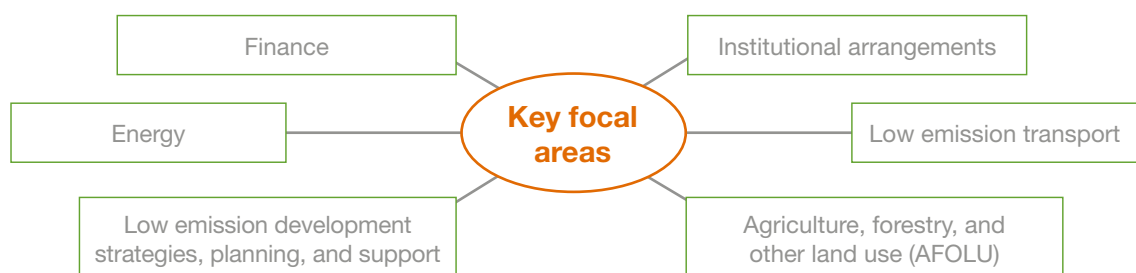 Finance
Institutional arrangements
Key focal
areas
Energy
Low emission transport
Low emission development
strategies, planning, and support
Agriculture, forestry, and
other land use (AFOLU)